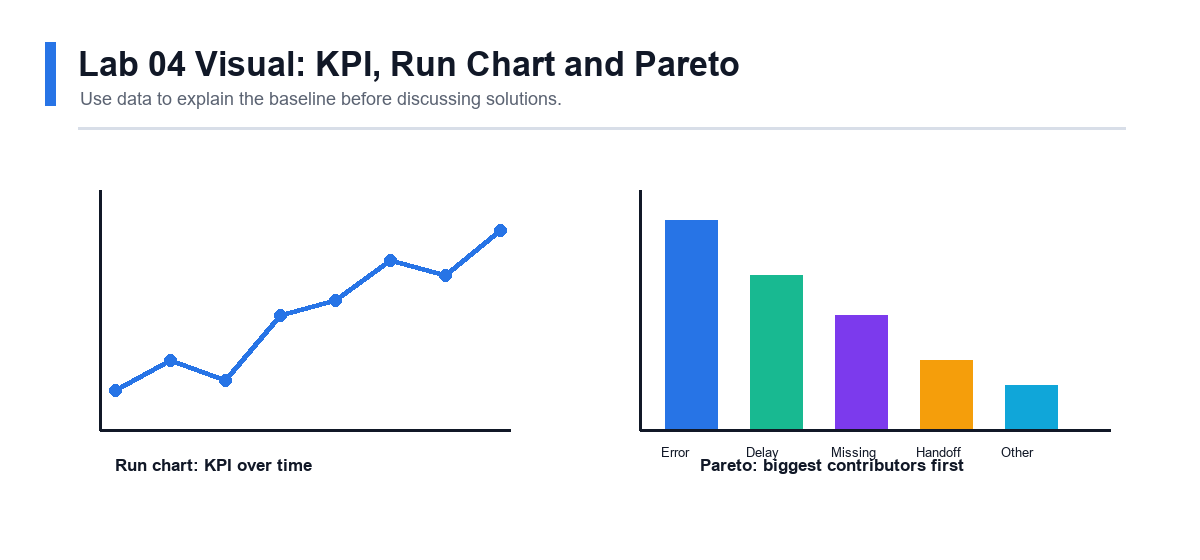 Lab 04 Visual: KPI, Run Chart and Pareto
Use data to explain the baseline before discussing solutions.
Run chart: KPI over time
Error Delay Missing Handoff Other
Pareto: biggest contributors first